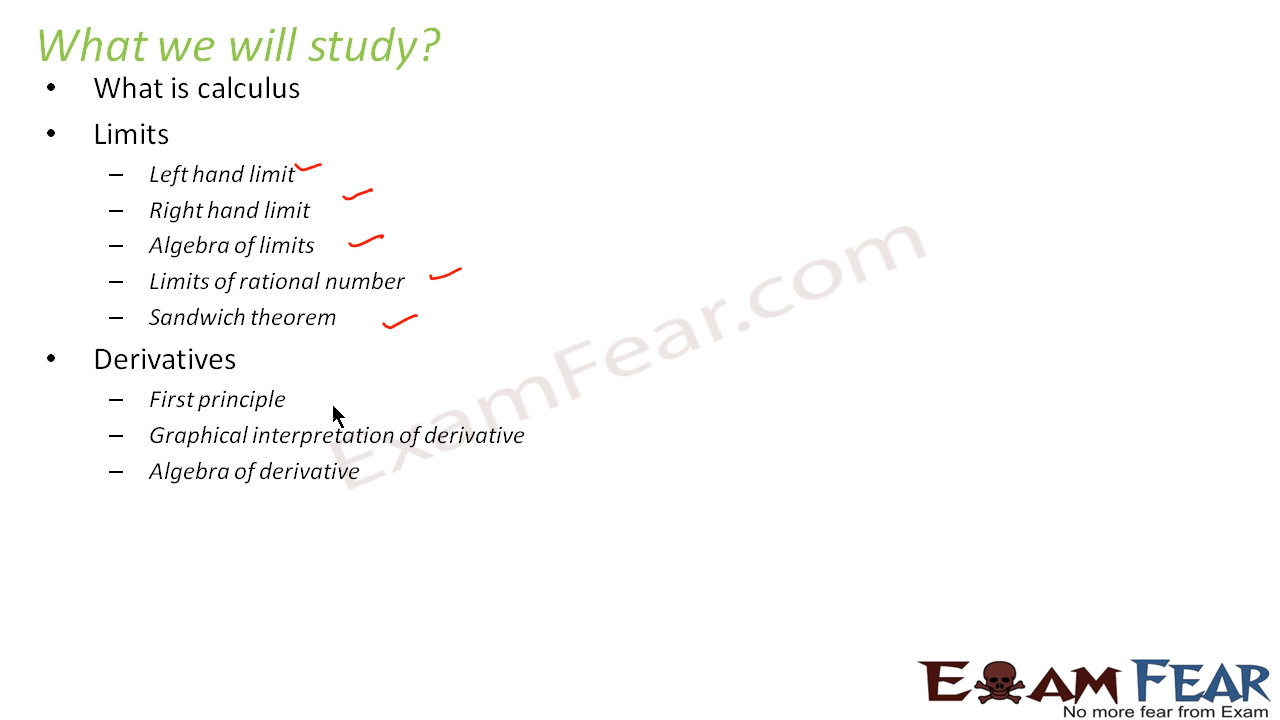 What we will study?
• What is calculus
• Limits
– Left hand limit
– Right hand limit
– Algebra of limits
– Limits of rational number
– Sandwich theorem
• Derivatives
– First principle
– Graphical interpretation of derivative
– Algebra of derivative
ExamFear.com
EXAM FEAR
No more fear from Exam